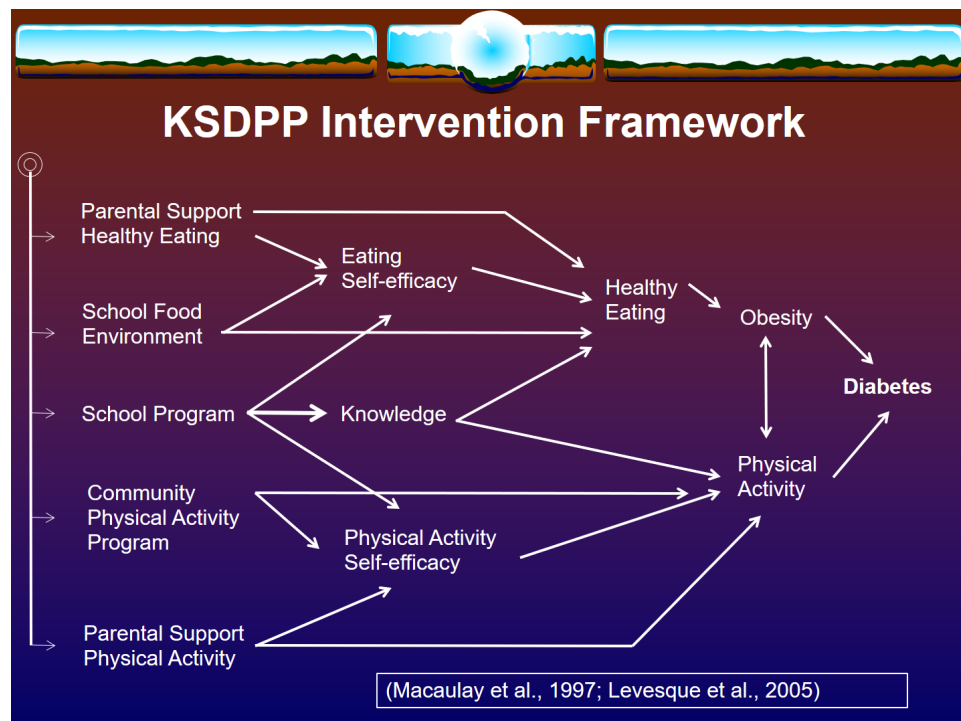 KSDPP Intervention Framework
Parental Support
Healthy Eating
Eating
Self-efficacy
Healthy
Eating
School Food
Environment
Obesity
Diabetes
School Program
Knowledge
Physical
Activity
Community
Physical Activity
Program
Physical Activity
Self-efficacy
Parental Support
Physical Activity
(Macaulay et al., 1997; Levesque et al., 2005)